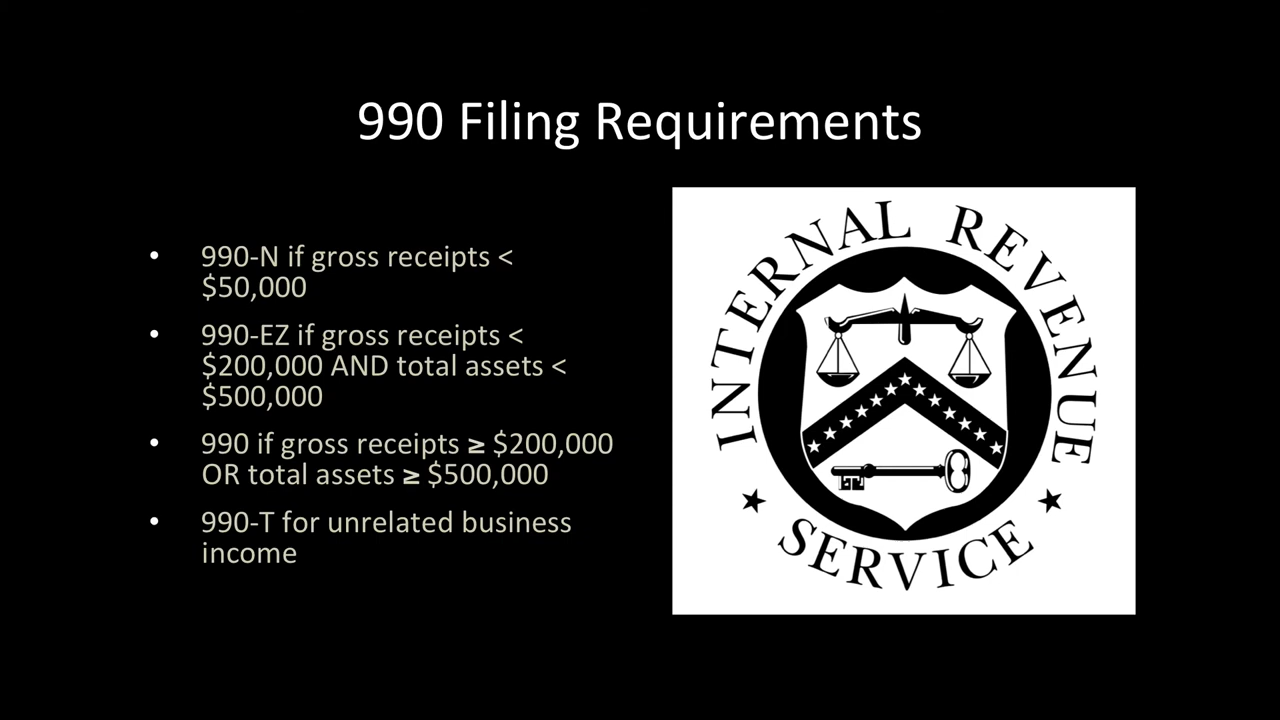 990 Filing Requirements
• 990-N if gross receipts <
$50,000
• 990-EZ if gross receipts <
$200,000 AND total assets <
$500,000
• 990 if gross receipts ≥ $200,000
OR total assets ≥ $500,000
• 990-T for unrelated business
income
INTERNAL REVENUE
SERVICE